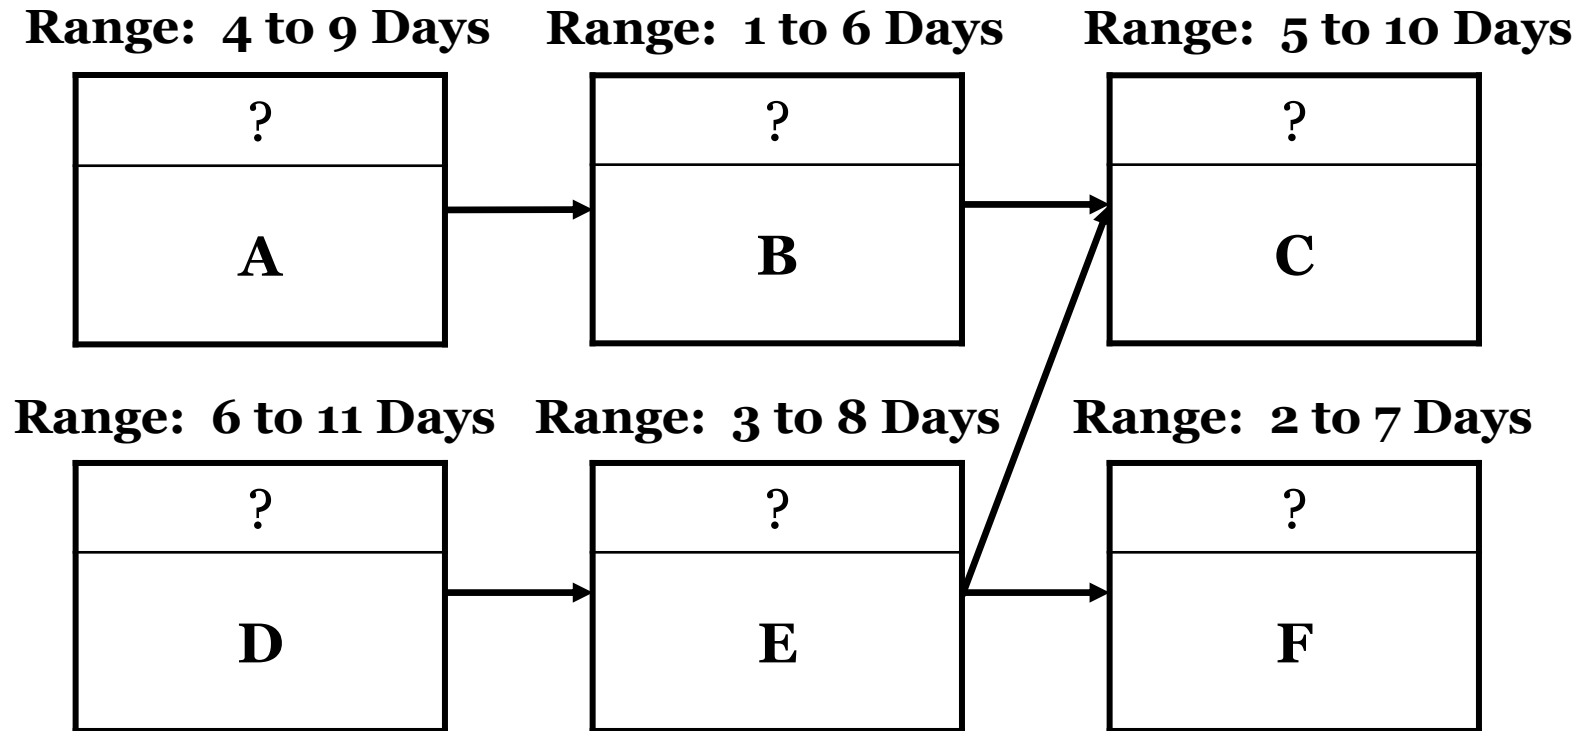 Range: 4 to 9 Days
Range: 1 to 6 Days
Range: 5 to 10 Days
?
?
?
A
B
C
Range: 6 to 11 Days
Range: 3 to 8 Days
Range: 2 to 7 Days
?
?
?
D
E
F